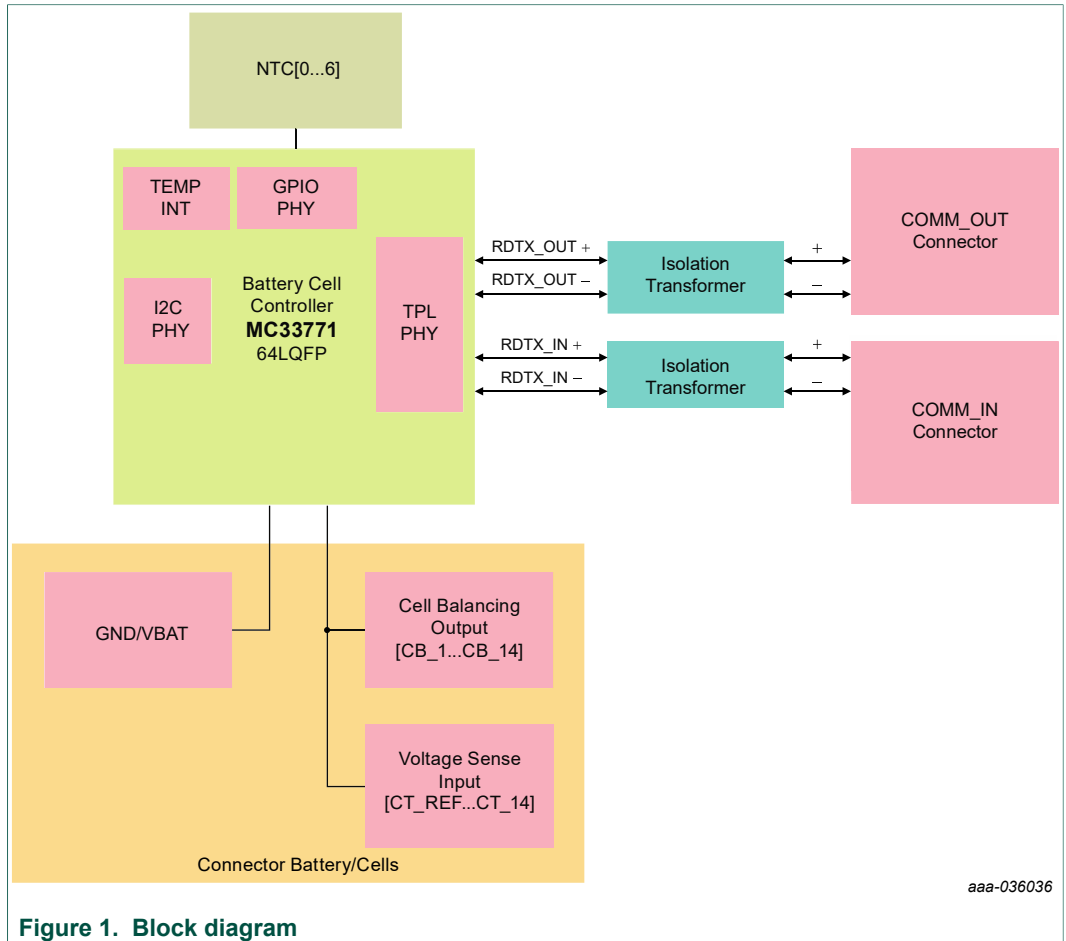 NTC[0...6]
TEMP
INT
GPIO
PHY
I2C
PHY
Battery Cell
Controller
MC33771
64LQFP
TPL
PHY
RDTX_OUT +
RDTX_OUT –
RDTX_IN +
RDTX_IN –
Isolation
Transformer
Isolation
Transformer
+
–
+
–
COMM_OUT
Connector
COMM_IN
Connector
GND/VBAT
Cell Balancing
Output
[CB_1...CB_14]
Voltage Sense
Input
[CT_REF...CT_14]
Connector Battery/Cells
aaa-036036
Figure 1. Block diagram